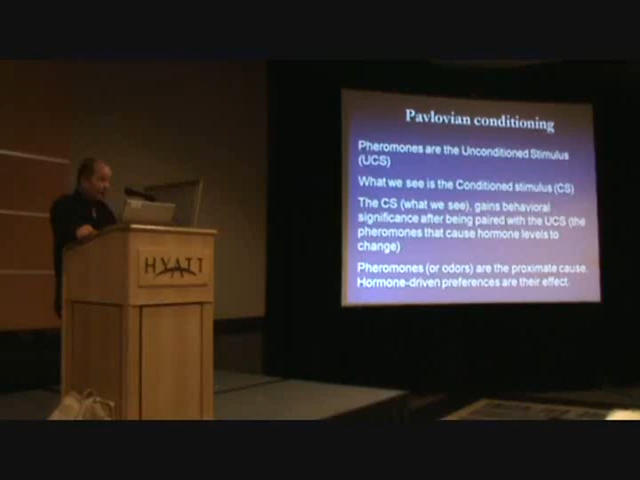 Pavlovian conditioning
Pheromones are the Unconditioned Stimulus
(UCS)
What we see is the Conditioned stimulus (CS)
The CS (what we see), gains behavioral
significance after being paired with the UCS (the
pheromones that cause hormone levels to
change)
Pheromones (or odors) are the proximate cause.
Hormone-driven preferences are their effect.
HYATT